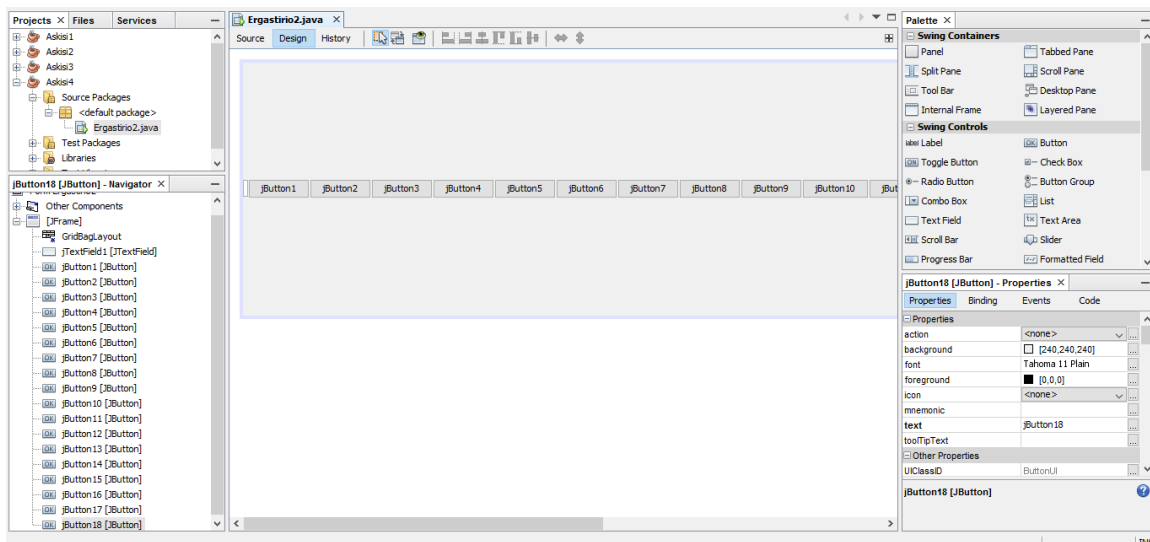 Projects Files Services
Askisi1
Askisi2
Askisi3
Askisi4
Source Packages
<default package>
Ergastirio2.java
Test Packages
Libraries
jButton18 [JButton] - Navigator
Other Components
[JFrame]
GridBagLayout
jTextField1 [JTextField]
jButton1 [JButton]
jButton2 [JButton]
jButton3 [JButton]
jButton4 [JButton]
jButton5 [JButton]
jButton6 [JButton]
jButton7 [JButton]
jButton8 [JButton]
jButton9 [JButton]
jButton10 [JButton]
jButton11 [JButton]
jButton12 [JButton]
jButton13 [JButton]
jButton14 [JButton]
jButton15 [JButton]
jButton16 [JButton]
jButton17 [JButton]
jButton18 [JButton]
Ergastirio2.java
Source Design History
jButton1 jButton2 jButton3 jButton4 jButton5 jButton6 jButton7 jButton8 jButton9 jButton10 jBut
Palette
Swing Containers
Panel Tabbed Pane
Split Pane Scroll Pane
Tool Bar Desktop Pane
Internal Frame Layered Pane
Swing Controls
label Label OK Button
ON Toggle Button Check Box
Radio Button Button Group
Combo Box List
Text Field Text Area
Scroll Bar Slider
Progress Bar Formatted Field
jButton18 [JButton] - Properties
Properties Binding Events Code
Properties
action <none>
background [240,240,240]
font Tahoma 11 Plain
foreground [0,0,0]
icon <none>
mnemonic
text jButton18
toolTipText
Other Properties
UIClassID ButtonUI
jButton18 [JButton]